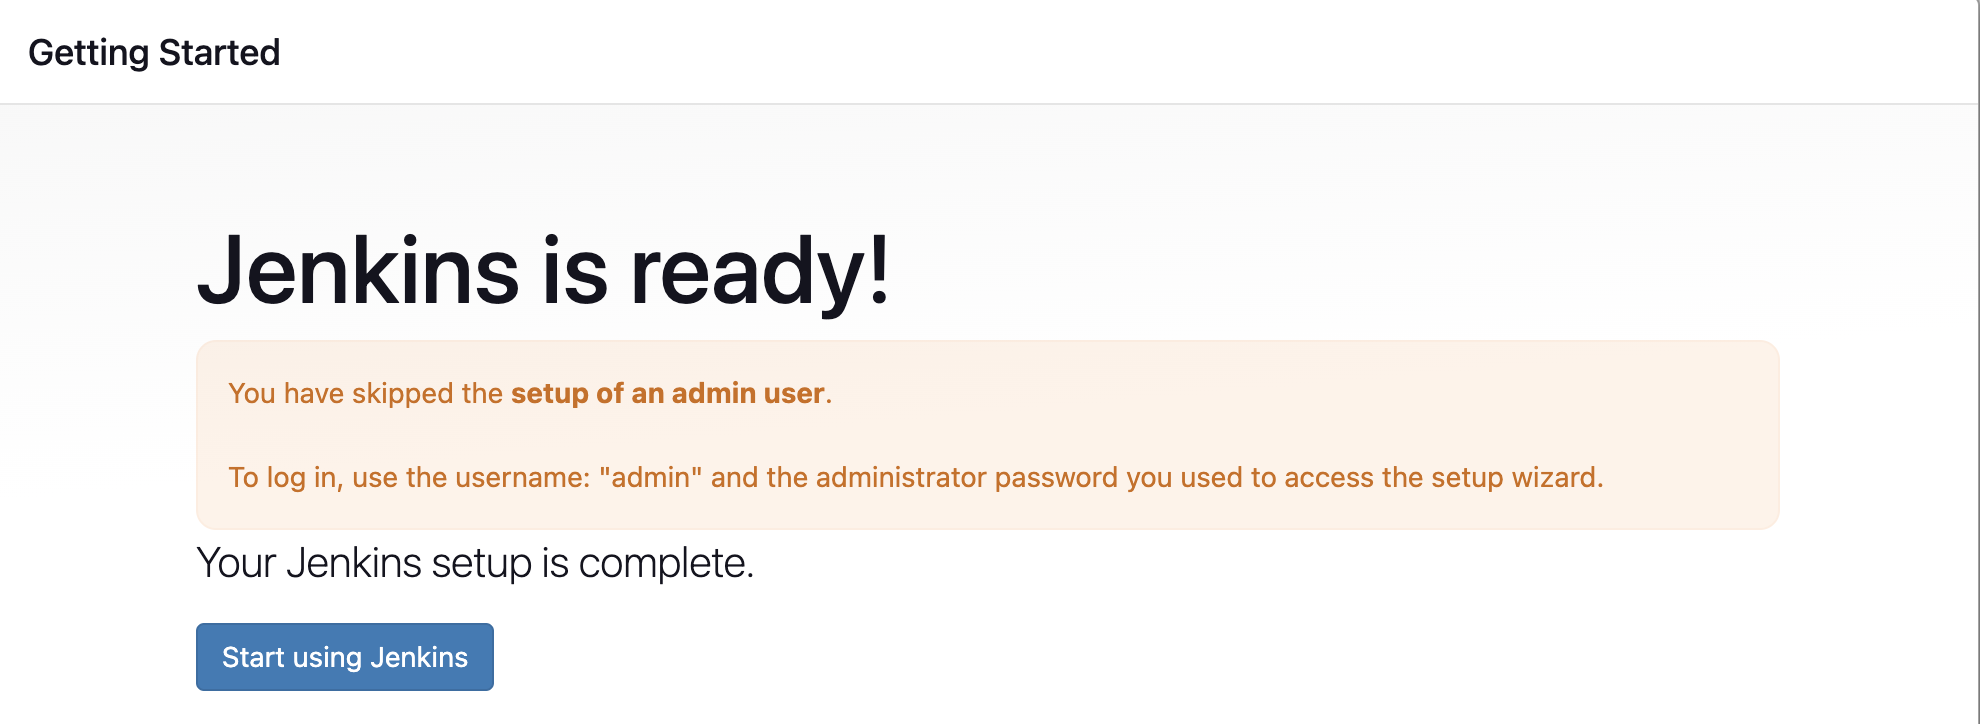 Getting Started
Jenkins is ready!
You have skipped the setup of an admin user.
To log in, use the username: "admin" and the administrator password you used to access the setup wizard.
Your Jenkins setup is complete.
Start using Jenkins